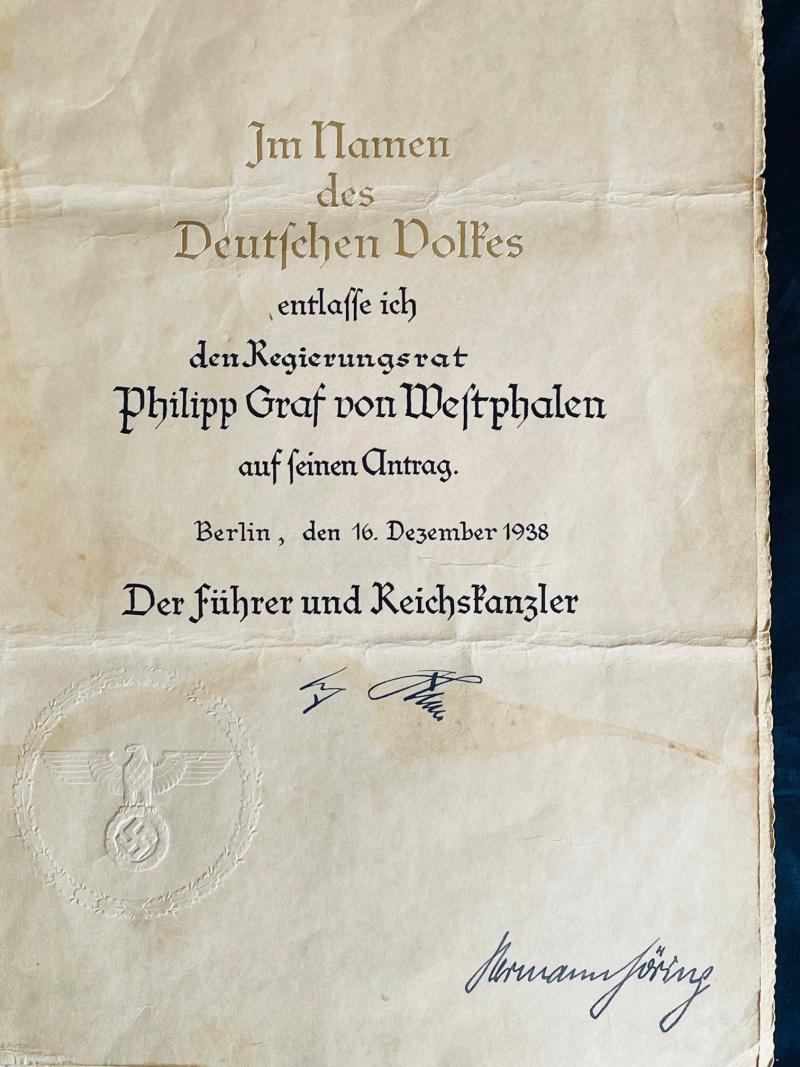 Im Namen
des
Deutſchen Volkes
entlaſſe ich
den Regierungsrat
Philipp Graf von Weſtphalen
auf ſeinen Antrag.
Berlin, den 16. Dezember 1938
Der Führer und Reichskanzler
Hermann Göring